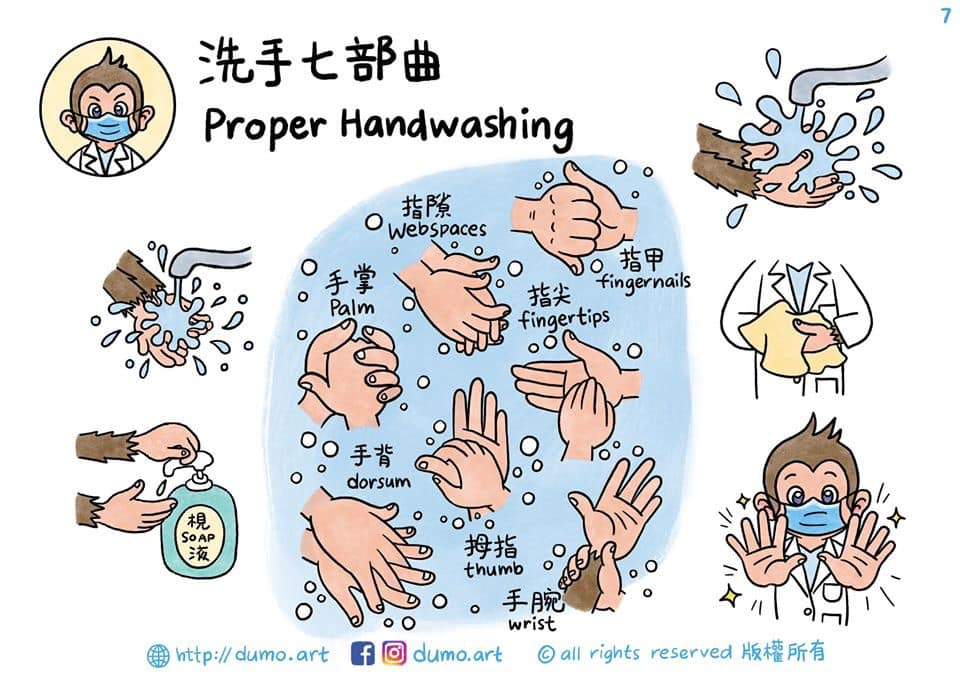 7
洗手七部曲
Proper Handwashing
指隙
Webspaces
指甲
fingernails
手掌
Palm
指尖
fingertips
手背
dorsum
拇指
thumb
手腕
wrist
梘
SOAP
液
http://dumo.art
dumo.art
© all rights reserved 版權所有